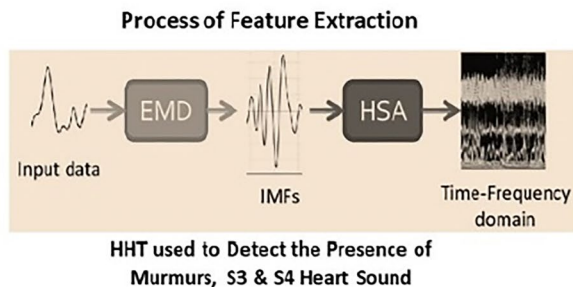 Process of Feature Extraction
EMD
HSA
Input data
IMFs
Time-Frequency
domain
HHT used to Detect the Presence of
Murmurs, S3 & S4 Heart Sound